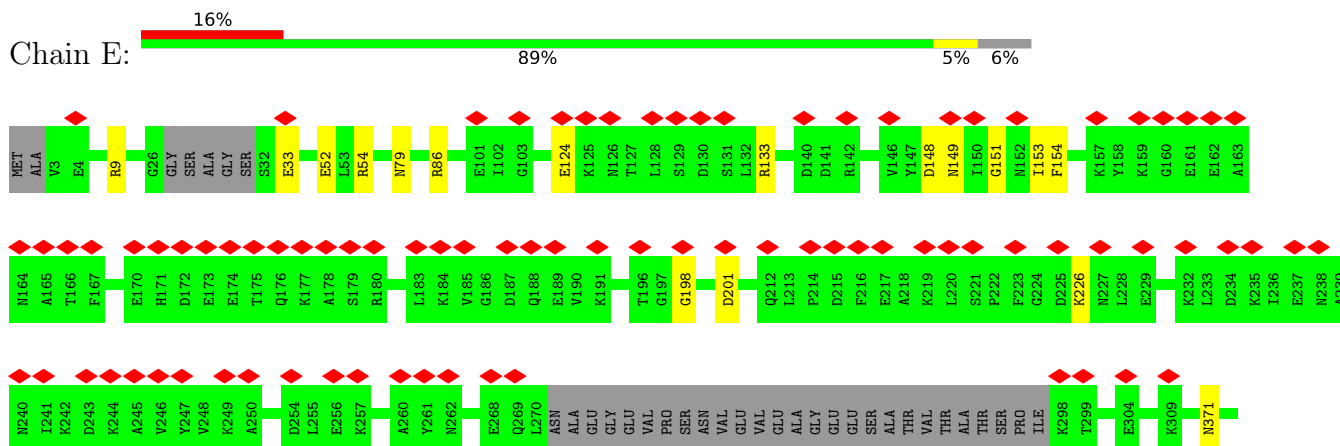 16%
Chain E:
89% 5% 6%
MET ALA V3 E4 R9 G26 GLY SER ALA GLY SER S32 E33 E52 L53 R54 N79 R86 E101 I102 G103 E124 K125 N126 T127 L128 S129 D130 S131 L132 R133 D140 D141 R142 V146 Y147 D148 N149 I150 G151 N152 I153 F154 K157 Y158 K159 G160 E161 E162 A163
N164 A165 T166 F167 E170 H171 D172 E173 E174 T175 Q176 K177 A178 S179 R180 L183 K184 V185 G186 D187 Q188 E189 V190 K191 T196 G197 G198 D201 Q212 L213 P214 D215 F216 E217 A218 K219 L220 S221 P222 F223 G224 D225 K226 N227 L228 E229 K232 L233 D234 K235 I236 E237 N238 A239
N240 I241 K242 D243 K244 A245 V246 Y247 V248 K249 A250 D254 L255 E256 K257 A260 Y261 N262 E268 Q269 L270 ASN ALA GLU GLY GLU VAL PRO SER ASN VAL GLU VAL GLU ALA GLY GLU GLU SER ALA THR VAL THR ALA THR SER PRO ILE K298 T299 E304 K309 N371